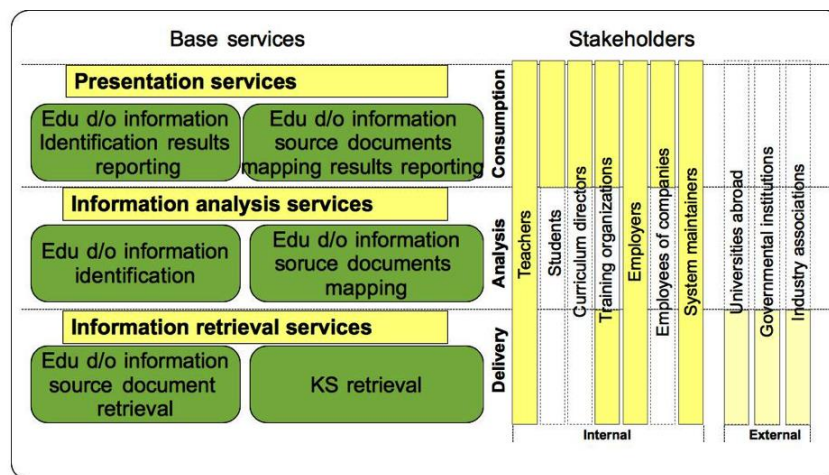 Base services
Stakeholders
Presentation services
Edu d/o information
Identification results
reporting
Edu d/o information
source documents
mapping results reporting
Information analysis services
Edu d/o information
identification
Edu d/o information
soruce documents
mapping
Information retrieval services
Edu d/o information
source document
retrieval
KS retrieval
Consumption
Analysis
Delivery
Teachers
Students
Curriculum directors
Training organizations
Employers
Employees of companies
System maintainers
Universities abroad
Governmental institutions
Industry associations
Internal
External